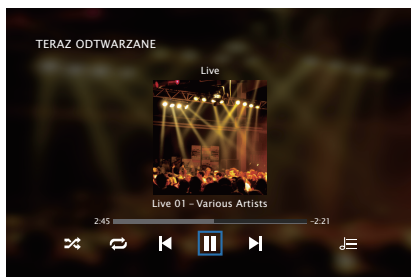 TERAZ ODTWARZANE
Live
Live 01 – Various Artists
2:45 –2:21